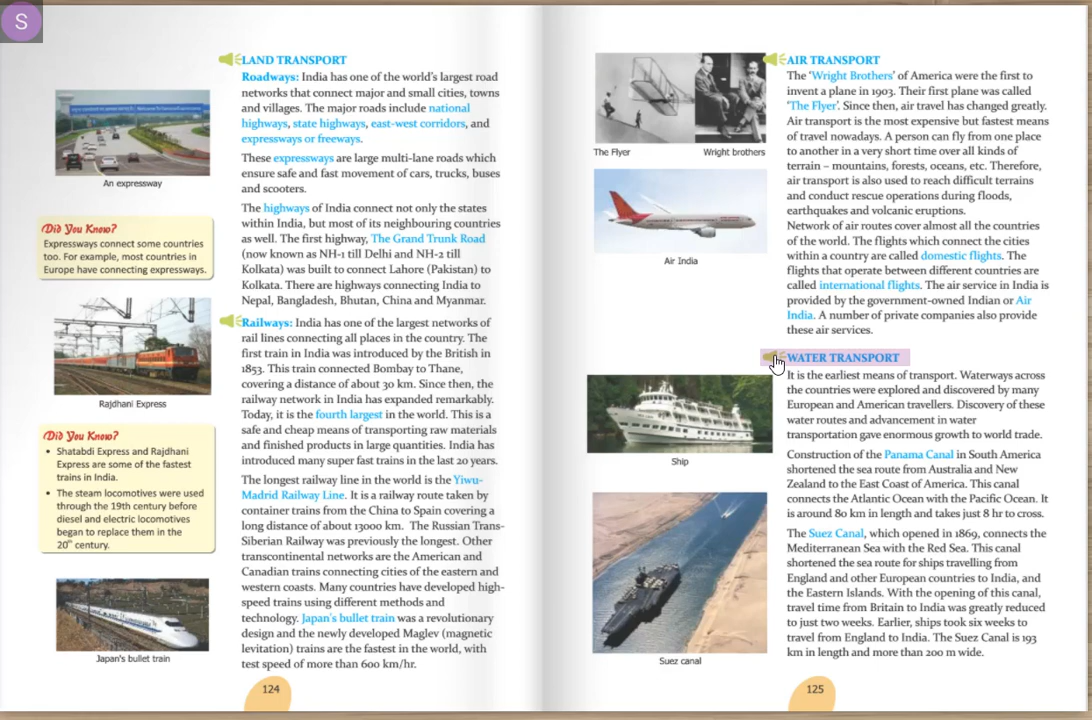 S
LAND TRANSPORT
Roadways: India has one of the world's largest road
networks that connect major and small cities, towns
and villages. The major roads include national
highways, state highways, east-west corridors, and
expressways or freeways.
These expressways are large multi-lane roads which
ensure safe and fast movement of cars, trucks, buses
and scooters.
The highways of India connect not only the states
within India, but most of its neighbouring countries
as well. The first highway, The Grand Trunk Road
(now known as NH-1 till Delhi and NH-2 till
Kolkata) was built to connect Lahore (Pakistan) to
Kolkata. There are highways connecting India to
Nepal, Bangladesh, Bhutan, China and Myanmar.
Railways: India has one of the largest networks of
rail lines connecting all places in the country. The
first train in India was introduced by the British in
1853. This train connected Bombay to Thane,
covering a distance of about 30 km. Since then, the
railway network in India has expanded remarkably.
Today, it is the fourth largest in the world. This is a
safe and cheap means of transporting raw materials
and finished products in large quantities. India has
introduced many super fast trains in the last 20 years.
The longest railway line in the world is the Yiwu-
Madrid Railway Line. It is a railway route taken by
container trains from the China to Spain covering a
long distance of about 13000 km. The Russian Trans-
Siberian Railway was previously the longest. Other
transcontinental networks are the American and
Canadian trains connecting cities of the eastern and
western coasts. Many countries have developed high-
speed trains using different methods and
technology. Japan's bullet train was a revolutionary
design and the newly developed Maglev (magnetic
levitation) trains are the fastest in the world, with
test speed of more than 600 km/hr.
An expressway
Did You Know?
Expressways connect some countries
too. For example, most countries in
Europe have connecting expressways.
Rajdhani Express
Did You Know?
• Shatabdi Express and Rajdhani
Express are some of the fastest
trains in India.
• The steam locomotives were used
through the 19th century before
diesel and electric locomotives
began to replace them in the
20th century.
Japan's bullet train
124
The Flyer Wright brothers
Air India
AIR TRANSPORT
The 'Wright Brothers' of America were the first to
invent a plane in 1903. Their first plane was called
'The Flyer'. Since then, air travel has changed greatly.
Air transport is the most expensive but fastest means
of travel nowadays. A person can fly from one place
to another in a very short time over all kinds of
terrain – mountains, forests, oceans, etc. Therefore,
air transport is also used to reach difficult terrains
and conduct rescue operations during floods,
earthquakes and volcanic eruptions.
Network of air routes cover almost all the countries
of the world. The flights which connect the cities
within a country are called domestic flights. The
flights that operate between different countries are
called international flights. The air service in India is
provided by the government-owned Indian or Air
India. A number of private companies also provide
these air services.
WATER TRANSPORT
It is the earliest means of transport. Waterways across
the countries were explored and discovered by many
European and American travellers. Discovery of these
water routes and advancement in water
transportation gave enormous growth to world trade.
Construction of the Panama Canal in South America
shortened the sea route from Australia and New
Zealand to the East Coast of America. This canal
connects the Atlantic Ocean with the Pacific Ocean. It
is around 80 km in length and takes just 8 hr to cross.
The Suez Canal, which opened in 1869, connects the
Mediterranean Sea with the Red Sea. This canal
shortened the sea route for ships travelling from
England and other European countries to India, and
the Eastern Islands. With the opening of this canal,
travel time from Britain to India was greatly reduced
to just two weeks. Earlier, ships took six weeks to
travel from England to India. The Suez Canal is 193
km in length and more than 200 m wide.
Ship
Suez canal
125